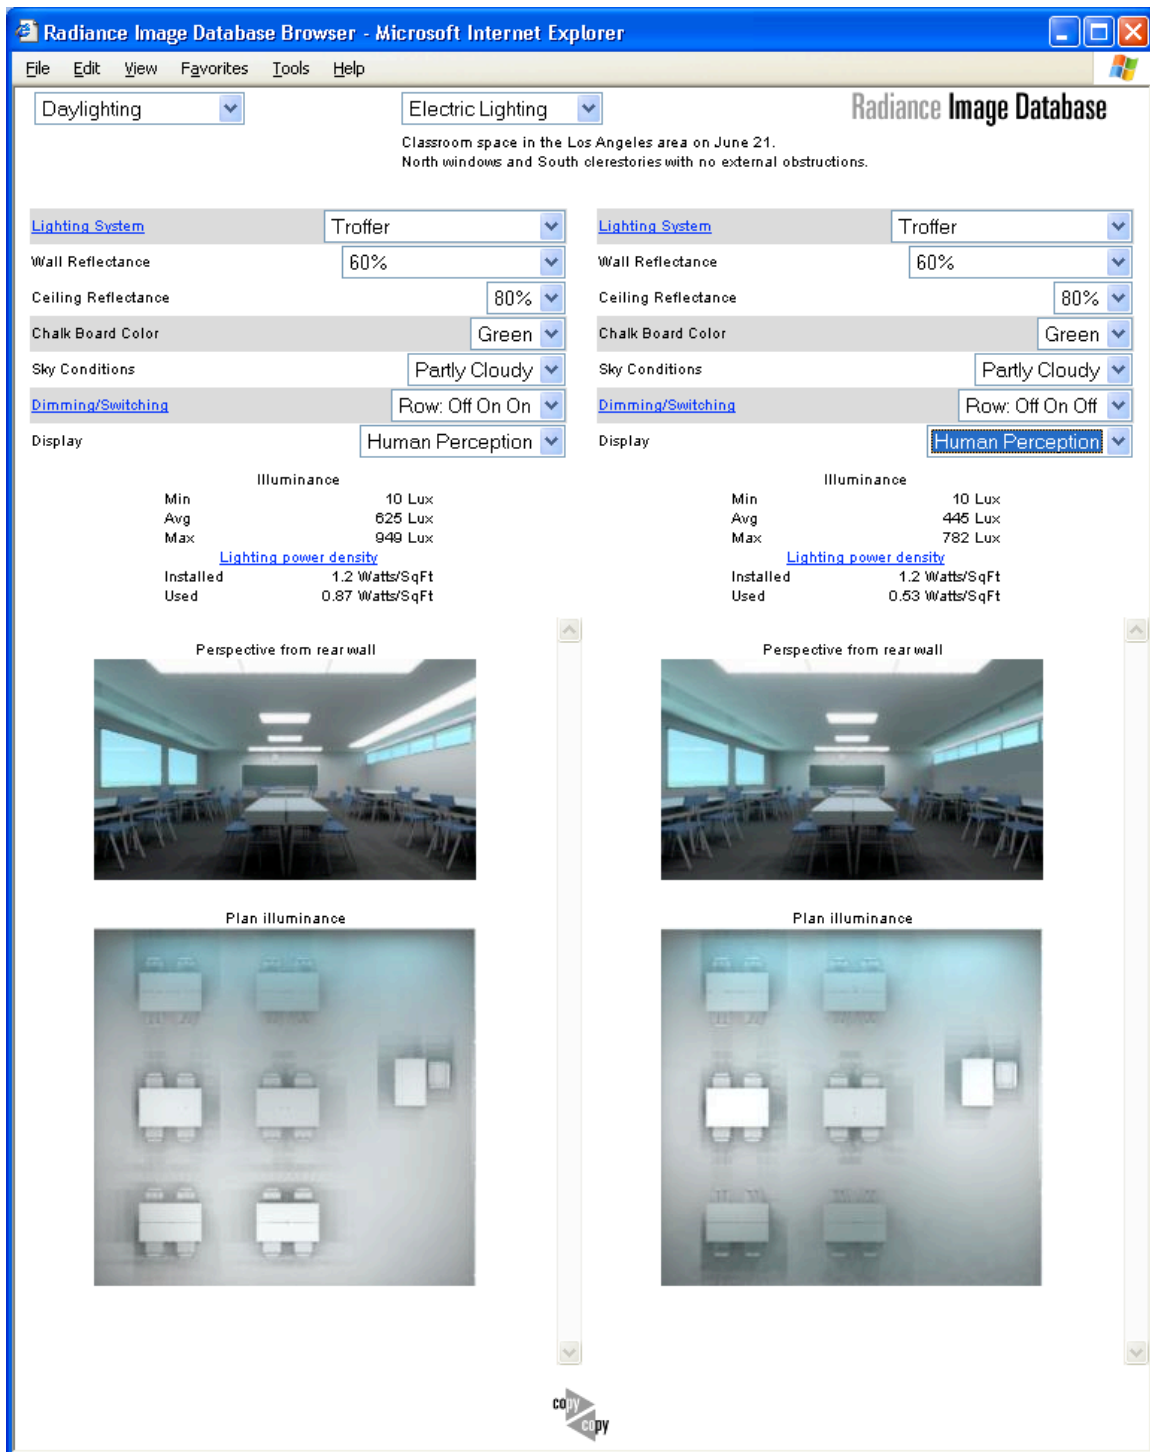 Radiance Image Database Browser - Microsoft Internet Explorer
File Edit View Favorites Tools Help
Daylighting Electric Lighting Radiance Image Database
Classroom space in the Los Angeles area on June 21.
North windows and South clerestories with no external obstructions.
Lighting System Troffer Lighting System Troffer
Wall Reflectance 60% Wall Reflectance 60%
Ceiling Reflectance 80% Ceiling Reflectance 80%
Chalk Board Color Green Chalk Board Color Green
Sky Conditions Partly Cloudy Sky Conditions Partly Cloudy
Dimming/Switching Row: Off On On Dimming/Switching Row: Off On Off
Display Human Perception Display Human Perception
Illuminance Illuminance
Min 10 Lux Min 10 Lux
Avg 625 Lux Avg 445 Lux
Max 949 Lux Max 782 Lux
Lighting power density Lighting power density
Installed 1.2 Watts/SqFt Installed 1.2 Watts/SqFt
Used 0.87 Watts/SqFt Used 0.53 Watts/SqFt
Perspective from rear wall Perspective from rear wall
Plan illuminance Plan illuminance
copy
copy